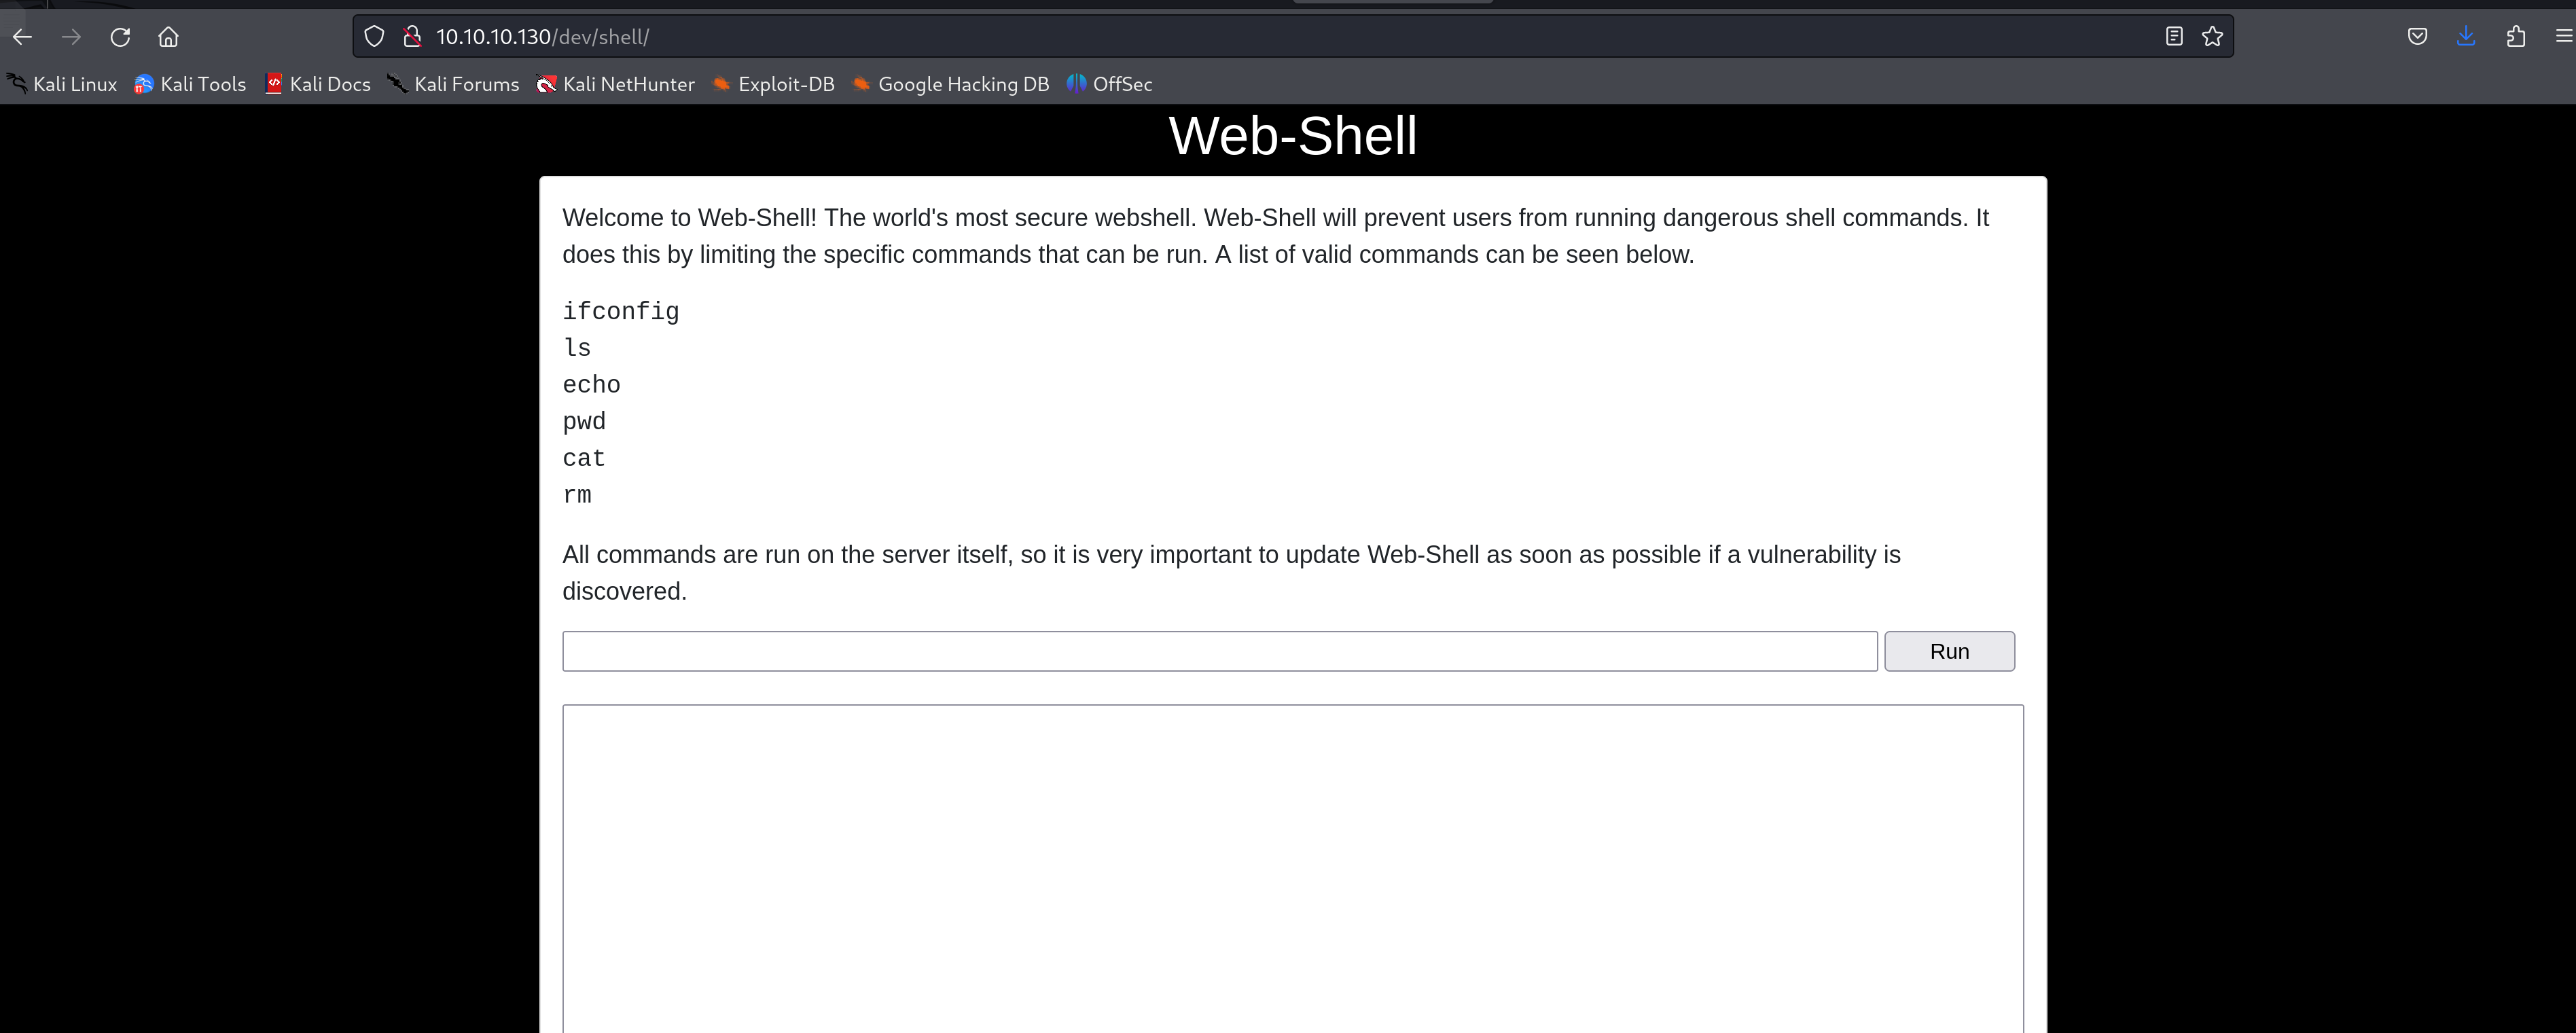 10.10.10.130/dev/shell/
Kali Linux Kali Tools Kali Docs Kali Forums Kali NetHunter Exploit-DB Google Hacking DB OffSec
Web-Shell
Welcome to Web-Shell! The world's most secure webshell. Web-Shell will prevent users from running dangerous shell commands. It
does this by limiting the specific commands that can be run. A list of valid commands can be seen below.
ifconfig
ls
echo
pwd
cat
rm
All commands are run on the server itself, so it is very important to update Web-Shell as soon as possible if a vulnerability is
discovered.
Run